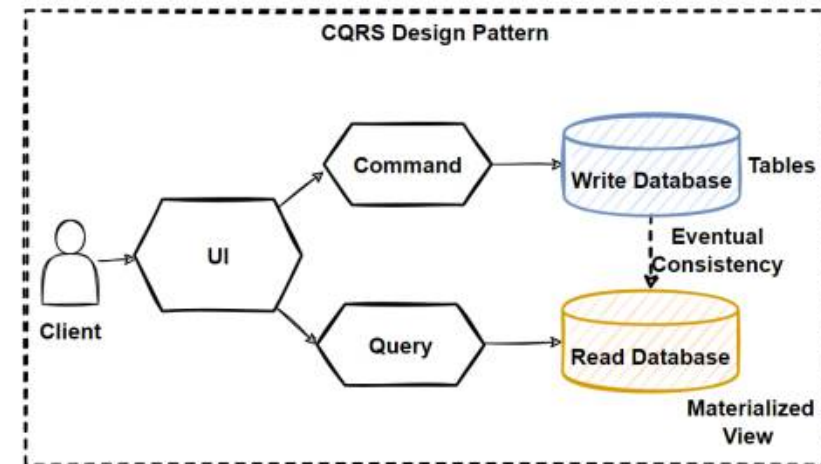 CQRS Design Pattern
Command
Write Database
Tables
UI
Eventual
Consistency
Client
Query
Read Database
Materialized
View